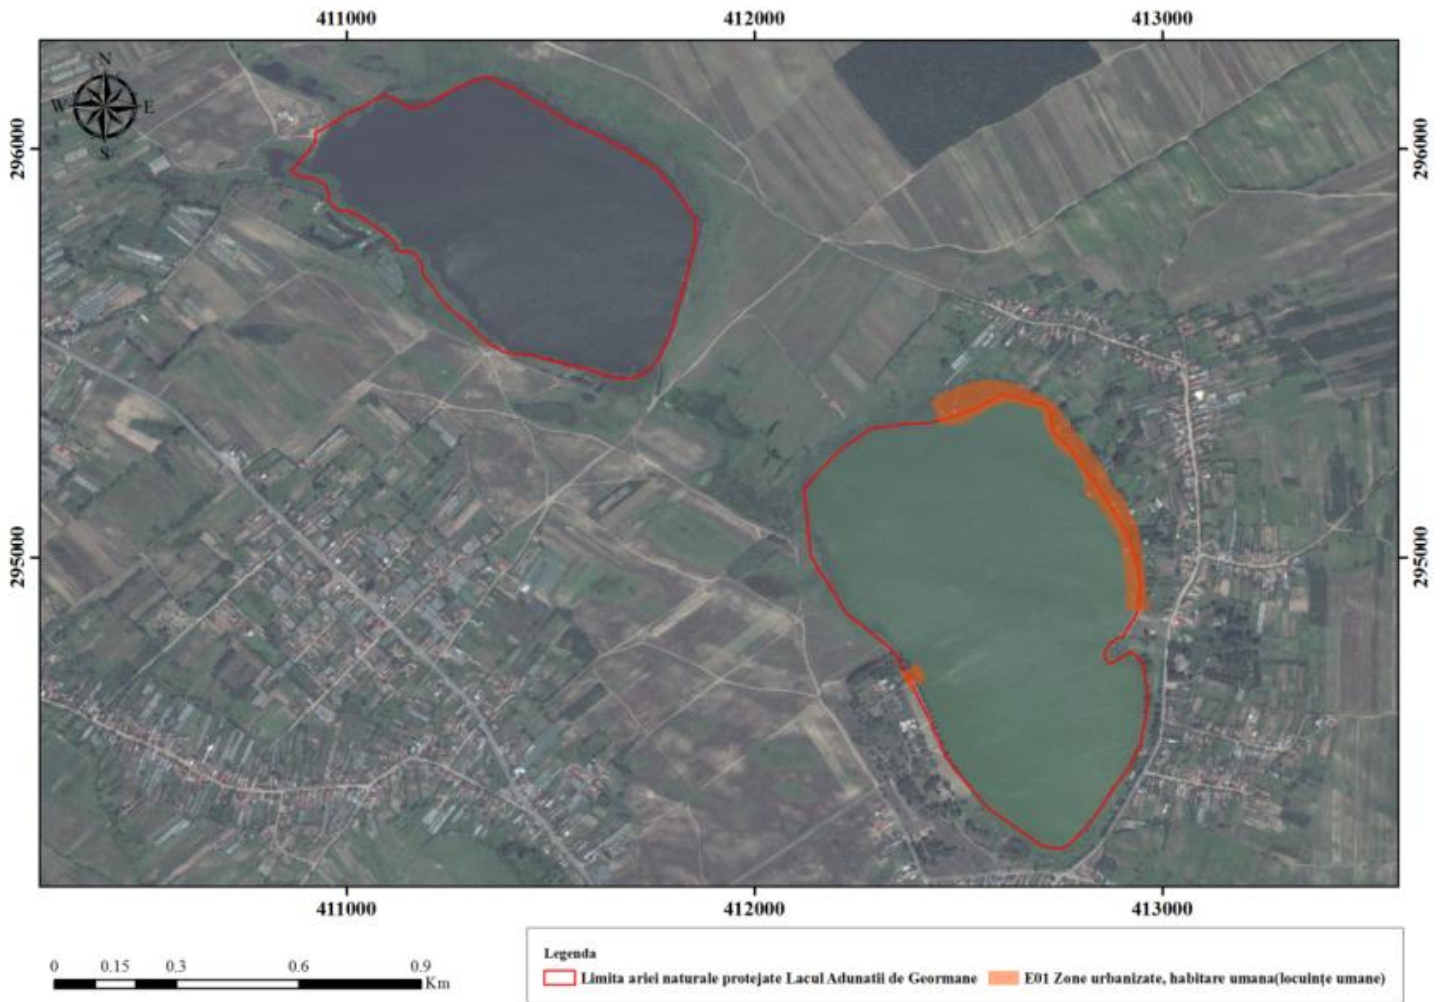 411000 412000 413000
N
W E
S
296000 296000
295000 295000
411000 412000 413000
Legenda
0 0.15 0.3 0.6 0.9
Km
Limita ariei naturale protejate Lacul Adunatii de Geormane E01 Zone urbanizate, habitare umana(locuințe umane)